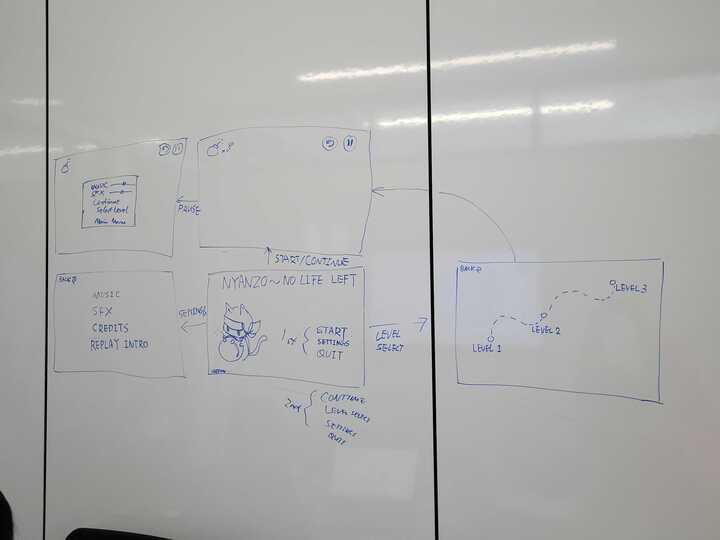 MUSIC
SFX
Continue
Select Level
Main Menu
PAUSE
START/CONTINUE
BACK
MUSIC
SFX
CREDITS
REPLAY INTRO
SETTINGS
NYANZO~NO LIFE LEFT
1st
START
SETTINGS
QUIT
2nd
CONTINUE
LEVEL SELECT
SETTINGS
QUIT
LEVEL
SELECT
BACK
LEVEL 1
LEVEL 2
LEVEL 3